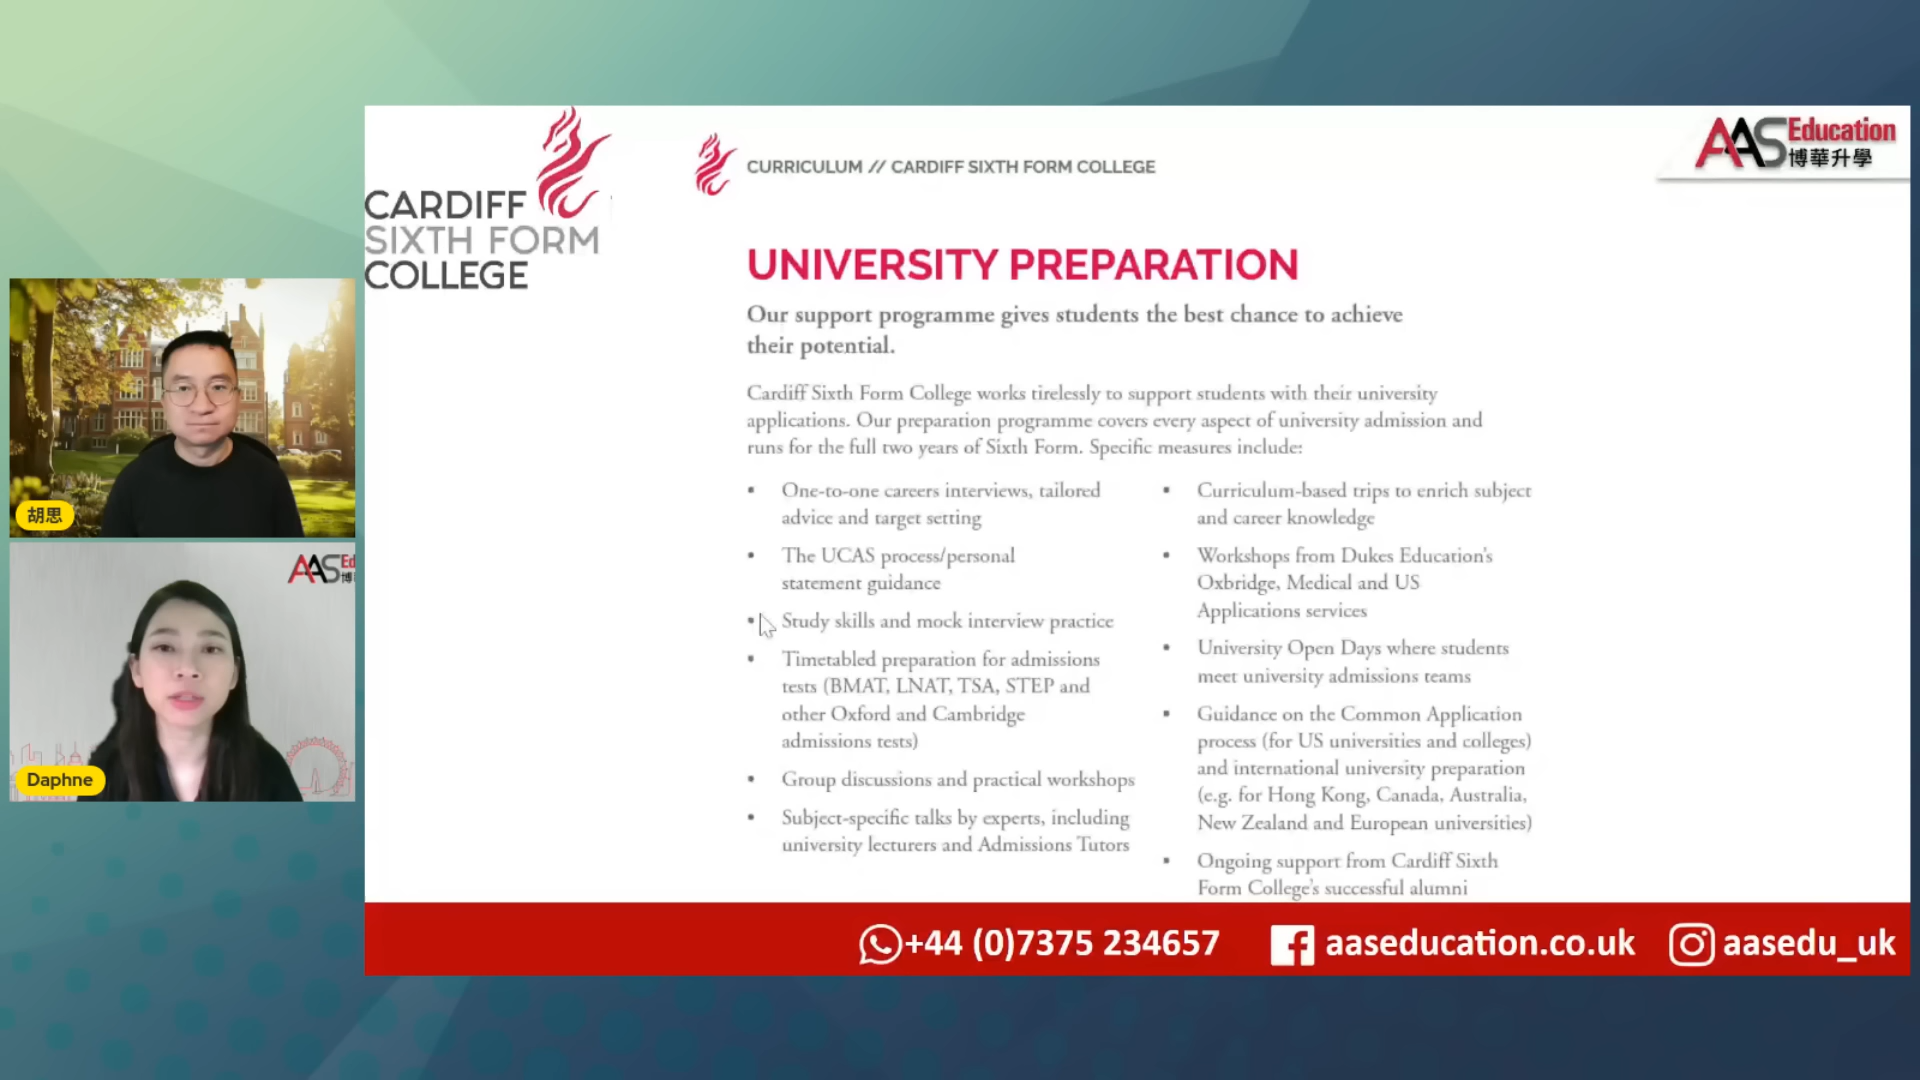 CARDIFF
SIXTH FORM
COLLEGE
CURRICULUM // CARDIFF SIXTH FORM COLLEGE
AAS Education
博華升學
UNIVERSITY PREPARATION
Our support programme gives students the best chance to achieve
their potential.
Cardiff Sixth Form College works tirelessly to support students with their university
applications. Our preparation programme covers every aspect of university admission and
runs for the full two years of Sixth Form. Specific measures include:
• One-to-one careers interviews, tailored
advice and target setting
• The UCAS process/personal
statement guidance
• Study skills and mock interview practice
• Timetabled preparation for admissions
tests (BMAT, LNAT, TSA, STEP and
other Oxford and Cambridge
admissions tests)
• Group discussions and practical workshops
• Subject-specific talks by experts, including
university lecturers and Admissions Tutors
• Curriculum-based trips to enrich subject
and career knowledge
• Workshops from Dukes Education's
Oxbridge, Medical and US
Applications services
• University Open Days where students
meet university admissions teams
• Guidance on the Common Application
process (for US universities and colleges)
and international university preparation
(e.g. for Hong Kong, Canada, Australia,
New Zealand and European universities)
• Ongoing support from Cardiff Sixth
Form College's successful alumni
胡思
AAS Ed
博
Daphne
+44 (0)7375 234657
aaseducation.co.uk
aasedu_uk